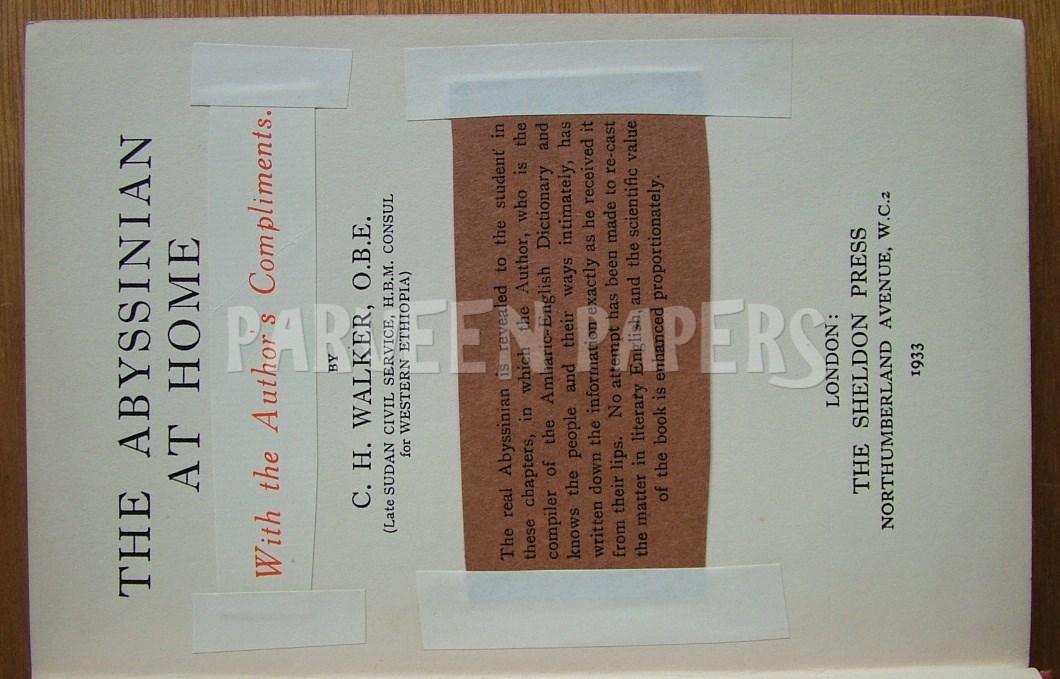 THE ABYSSINIAN
AT HOME
With the Author's Compliments.
BY
C. H. WALKER, O.B.E.
(Late SUDAN CIVIL SERVICE, H.B.M. CONSUL
for WESTERN ETHIOPIA)
The real Abyssinian is revealed to the student in
these chapters, in which the Author, who is the
compiler of the Amharic-English Dictionary and
knows the people and their ways intimately, has
written down the information exactly as he received it
from their lips. No attempt has been made to re-cast
the matter in literary English, and the scientific value
of the book is enhanced proportionately.
LONDON:
THE SHELDON PRESS
NORTHUMBERLAND AVENUE, W.C.2
1933
PARNEEN PAPERS